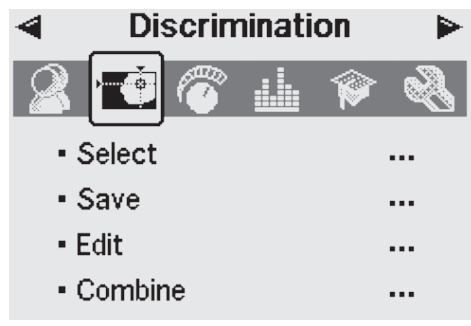 Discrimination
▪ Select ...
▪ Save ...
▪ Edit ...
▪ Combine ...